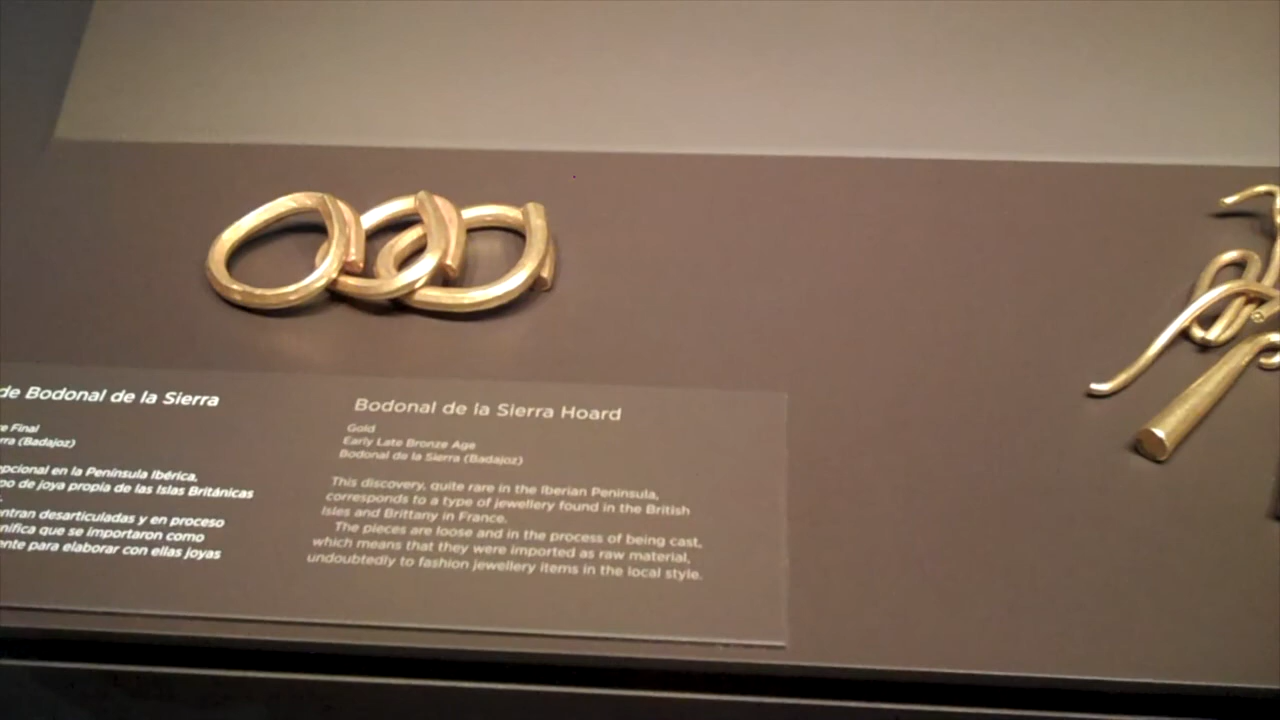 de Bodonal de la Sierra
Final
(Badajoz)
en la Península Ibérica,
de joya propia de las Islas Británicas
desarticuladas y en proceso
que se importaron como
para elaborar con ellas joyas
Bodonal de la Sierra Hoard
Gold
Early Late Bronze Age
Bodonal de la Sierra (Badajoz)
This discovery, quite rare in the Iberian Peninsula,
corresponds to a type of jewellery found in the British
Isles and Brittany in France.
The pieces are loose and in the process of being cast,
which means that they were imported as raw material,
undoubtedly to fashion jewellery items in the local style.